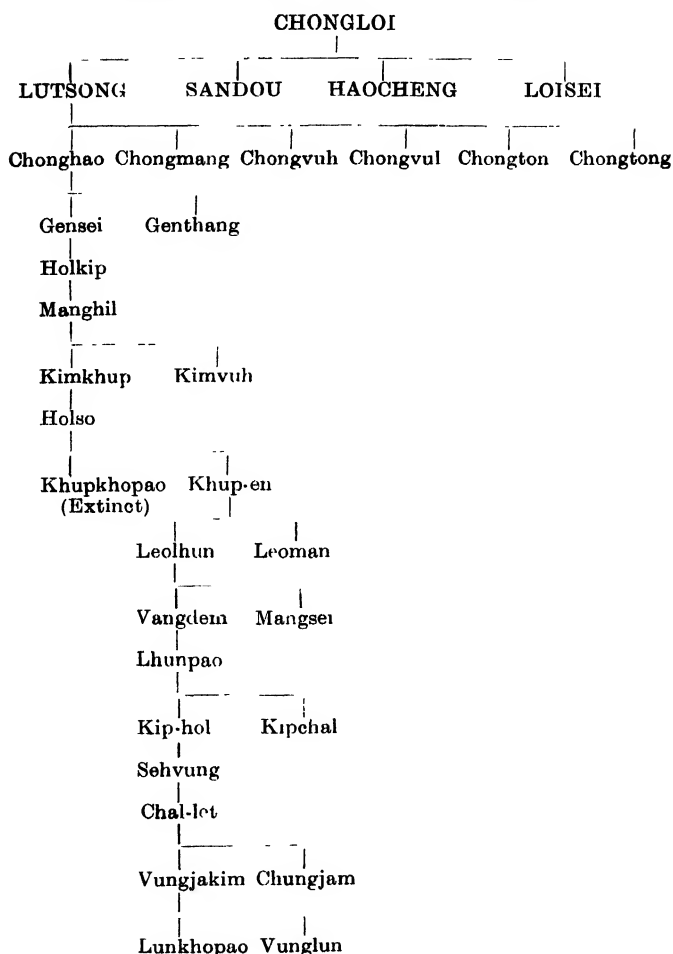 CHONGLOI
LUTSONG SANDOU HAOCHENG LOISEI
Chonghao Chongmang Chongvuh Chongvul Chongton Chongtong
Gensei Genthang
Holkip
Manghil
Kimkhup Kimvuh
Holso
Khupkhopao Khup-en
(Extinct)
Leolhun Leoman
Vangdem Mangsei
Lhunpao
Kip-hol Kipchal
Sehvung
Chal-let
Vungjakim Chungjam
Lunkhopao Vunglun